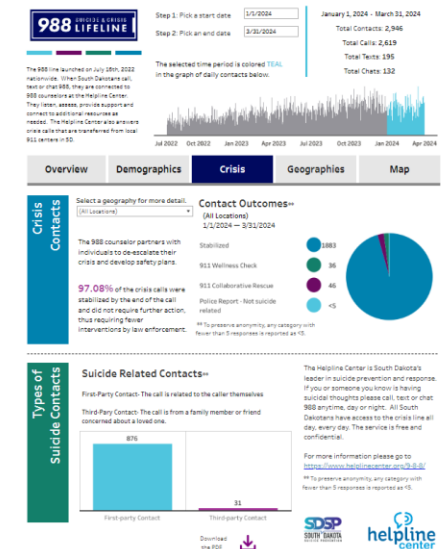 988 SUICIDE & CRISIS
LIFELINE
Step 1: Pick a start date 1/1/2024
Step 2: Pick an end date 3/31/2024
The selected time period is colored TEAL
in the graph of daily contacts below.
January 1, 2024 - March 31, 2024
Total Contacts: 2,946
Total Calls: 2,619
Total Texts: 195
Total Chats: 132
The 988 line launched on July 16th, 2022
nationwide. When South Dakotans call,
text or chat 988, they are connected to
988 counselors at the Helpline Center.
They listen, assess, provide support and
connect to additional resources as
needed. The Helpline Center also answers
crisis calls that are transferred from local
911 centers in SD.
Jul 2022 Oct 2022 Jan 2023 Apr 2023 Jul 2023 Oct 2023 Jan 2024 Apr 2024
Overview Demographics Crisis Geographies Map
Crisis
Contacts
Select a geography for more detail.
(All Locations)
The 988 counselor partners with
individuals to de-escalate their
crisis and develop safety plans.
97.08% of the crisis calls were
stabilized by the end of the call
and did not require further action,
thus requiring fewer
interventions by law enforcement.
Contact Outcomes**
(All Locations)
1/1/2024 — 3/31/2024
Stabilized 1883
911 Wellness Check 36
911 Collaborative Rescue 46
Police Report - Not suicide
related <5
** To preserve anonymity, any category with
fewer than 5 responses is reported as <5.
Types of
Suicide Contacts
Suicide Related Contacts**
First-Party Contact- The call is related to the caller themselves
Third-Pary Contact- The call is from a family member or friend
concerned about a loved one.
876
31
First-party Contact Third-party Contact
Download
the PDF
The Helpline Center is South Dakota's
leader in suicide prevention and response.
If you or someone you know is having
suicidal thoughts please call, text or chat
988 anytime, day or night. All South
Dakotans have access to the crisis line all
day, every day. The service is free and
confidential.
For more information please go to
https://www.helplinecenter.org/9-8-8/
** To preserve anonymity, any category with
fewer than 5 responses is reported as <5.
SDSP
SOUTH DAKOTA
SUICIDE PREVENTION
helpline
center